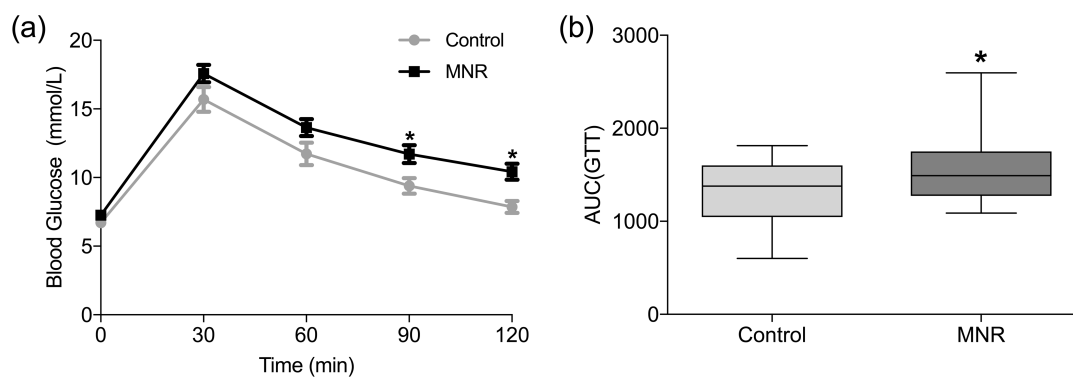 (a)
Blood Glucose (mmol/L)
20
15
10
5
0
0 30 60 90 120
Time (min)
Control
MNR
*
*
(b)
AUC(GTT)
3000
2000
1000
0
*
Control MNR